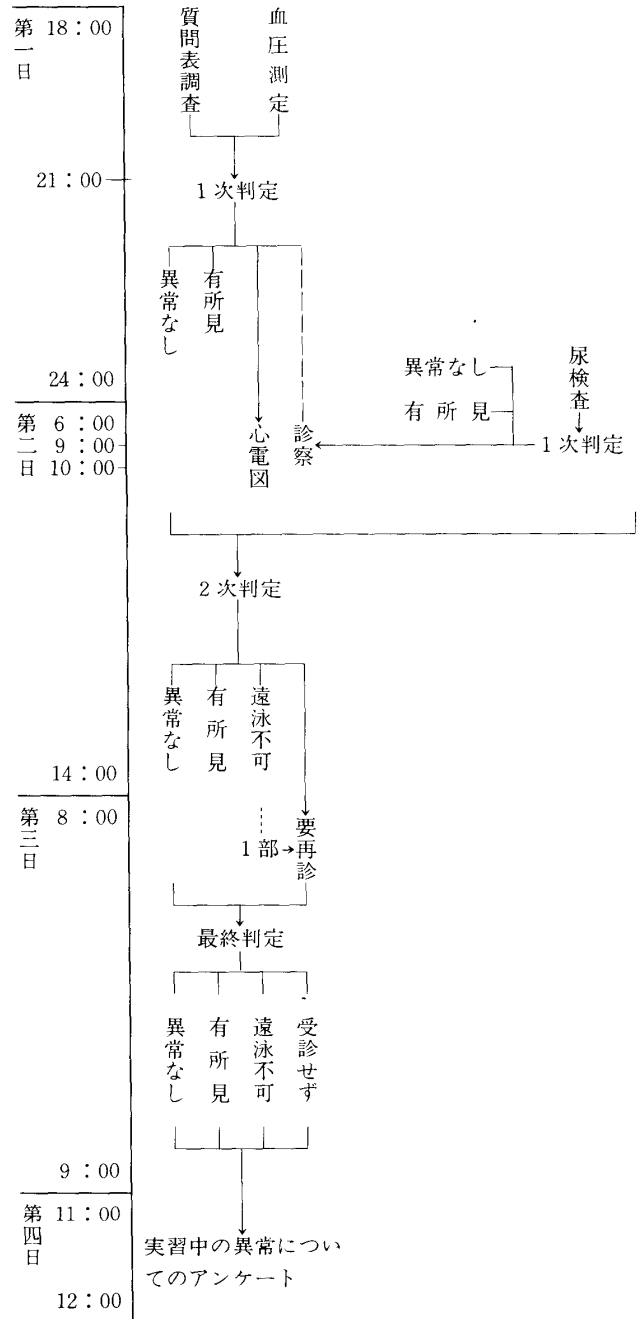 第一日
18：00
質問表調査
血圧測定
21：00
1次判定
異常なし
有所見
24：00
異常なし
有所見
尿検査
第二日
6：00
9：00
10：00
心電図
診察
1次判定
2次判定
異常なし
有所見
遠泳不可
14：00
第三日
8：00
1部
要再診
最終判定
異常なし
有所見
遠泳不可
受診せず
9：00
第四日
11：00
実習中の異常につい
てのアンケート
12：00